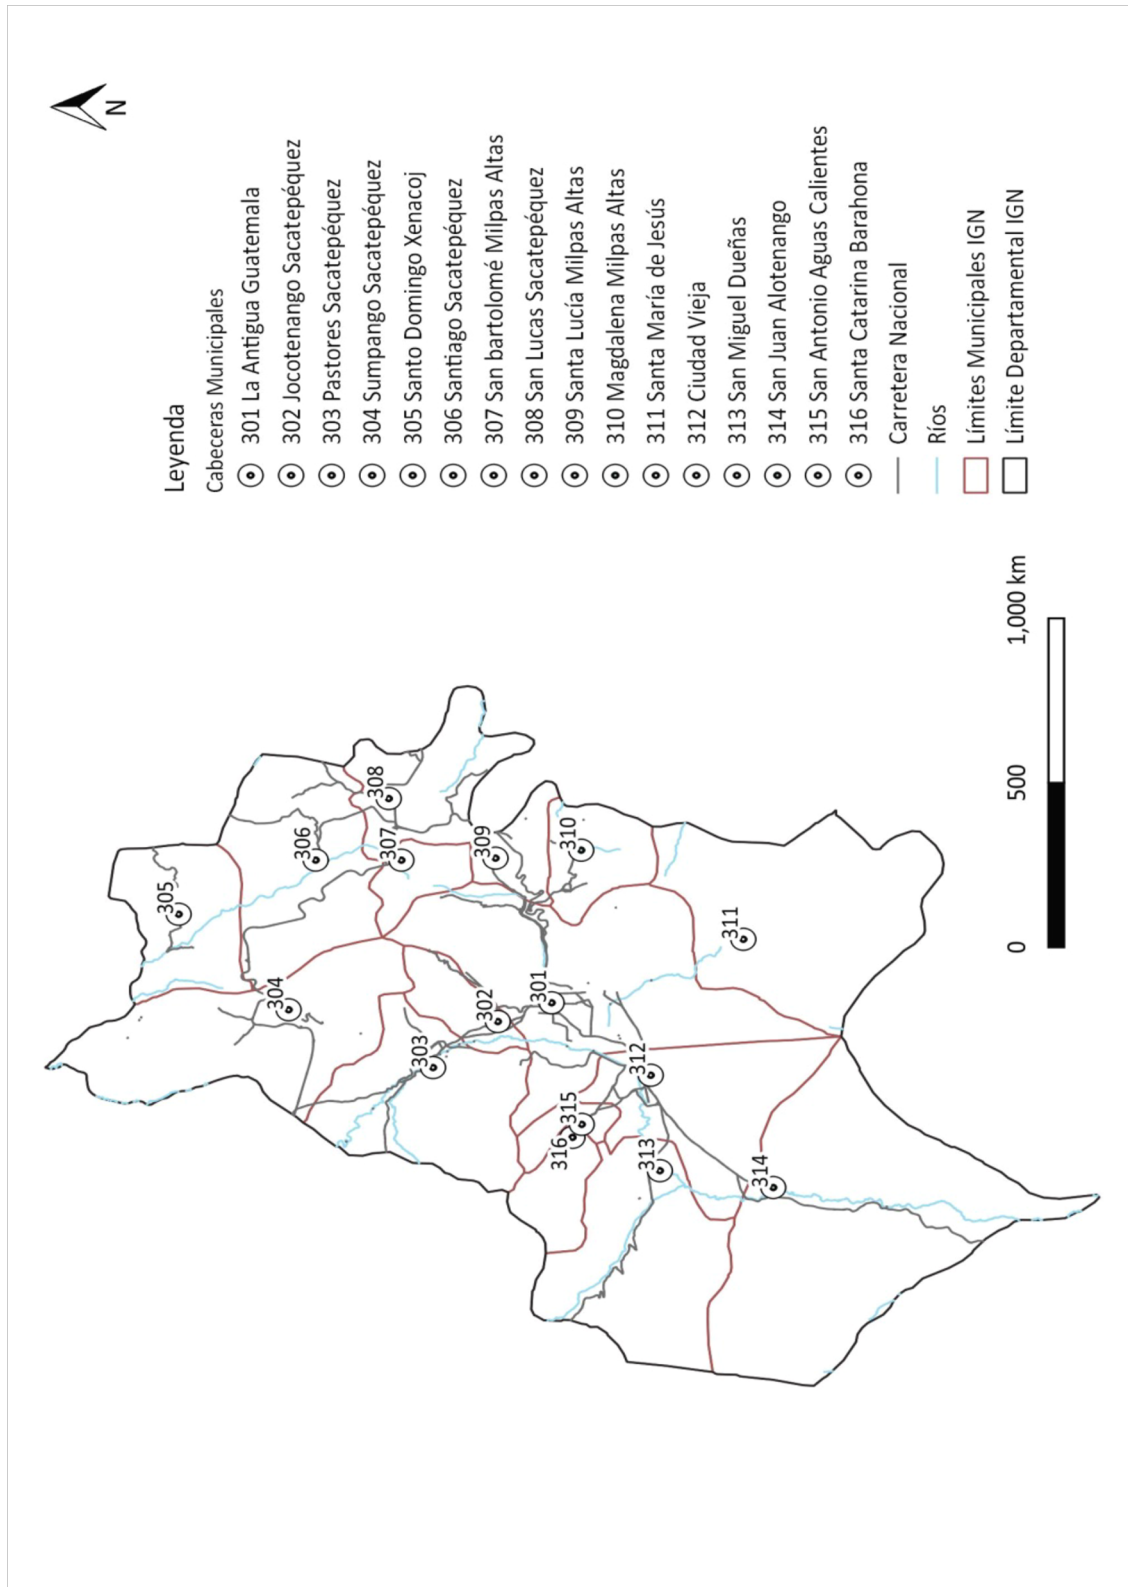 N
Leyenda
Cabeceras Municipales
301 La Antigua Guatemala
302 Jocotenango Sacatepéquez
303 Pastores Sacatepéquez
304 Sumpango Sacatepéquez
305 Santo Domingo Xenacoj
306 Santiago Sacatepéquez
307 San bartolomé Milpas Altas
308 San Lucas Sacatepéquez
309 Santa Lucía Milpas Altas
310 Magdalena Milpas Altas
311 Santa María de Jesús
312 Ciudad Vieja
313 San Miguel Dueñas
314 San Juan Alotenango
315 San Antonio Aguas Calientes
316 Santa Catarina Barahona
Carretera Nacional
Ríos
Límites Municipales IGN
Límite Departamental IGN
305
304
306
308
307
303
302
309
301
310
316
315
312
313
311
314
0 500 1,000 km